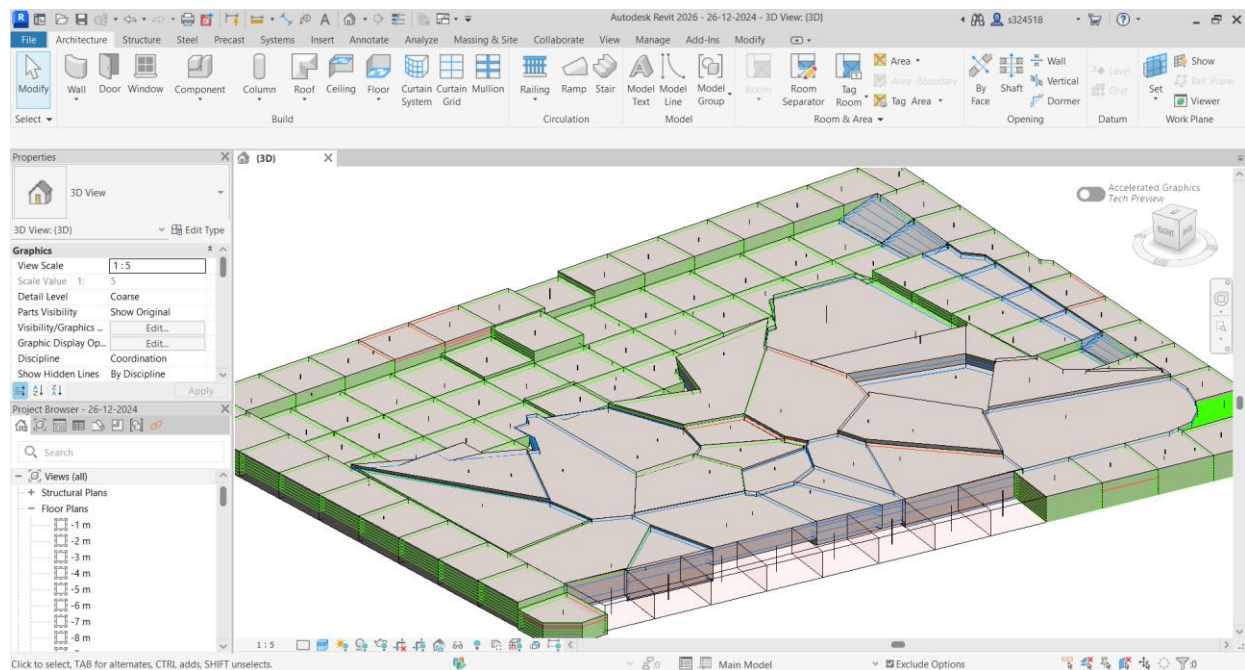 Autodesk Revit 2026 - 26-12-2024 - 3D View: {3D}
s324518
File Architecture Structure Steel Precast Systems Insert Annotate Analyze Massing & Site Collaborate View Manage Add-Ins Modify
Modify
Wall
Door
Window
Component
Column
Roof
Ceiling
Floor
Curtain System
Curtain Grid
Mullion
Railing
Ramp
Stair
Model Text
Model Line
Model Group
Room
Room Separator
Tag Room
Area
Area Boundary
Tag Area
By Face
Shaft
Wall
Vertical
Dormer
Level
Grid
Set
Show
Ref Plane
Viewer
Select
Build
Circulation
Model
Room & Area
Opening
Datum
Work Plane
Properties
{3D}
3D View
3D View: {3D}
Edit Type
Graphics
View Scale 1 : 5
Scale Value 1: 5
Detail Level Coarse
Parts Visibility Show Original
Visibility/Graphics ... Edit...
Graphic Display Op... Edit...
Discipline Coordination
Show Hidden Lines By Discipline
Apply
Project Browser - 26-12-2024
Search
Views (all)
Structural Plans
Floor Plans
-1 m
-2 m
-3 m
-4 m
-5 m
-6 m
-7 m
-8 m
Accelerated Graphics
Tech Preview
RIGHT
1 : 5
Click to select, TAB for alternates, CTRL adds, SHIFT unselects.
:0
Main Model
Exclude Options
:0